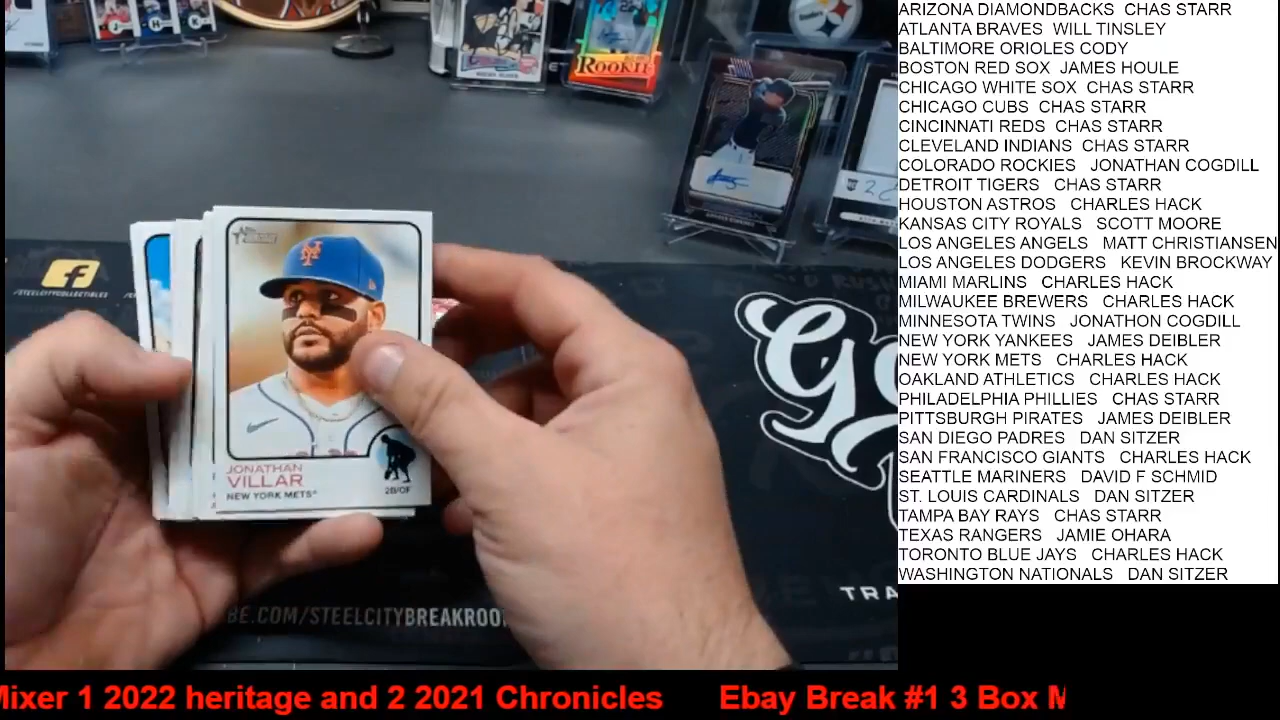 ROOKIE
f
@STEELCITYCOLLECTIBLES
Heritage
JONATHAN
VILLAR
NEW YORK METS
2B/OF
BE.COM/STEELCITYBREAKROO
TRA
ARIZONA DIAMONDBACKS CHAS STARR
ATLANTA BRAVES WILL TINSLEY
BALTIMORE ORIOLES CODY
BOSTON RED SOX JAMES HOULE
CHICAGO WHITE SOX CHAS STARR
CHICAGO CUBS CHAS STARR
CINCINNATI REDS CHAS STARR
CLEVELAND INDIANS CHAS STARR
COLORADO ROCKIES JONATHAN COGDILL
DETROIT TIGERS CHAS STARR
HOUSTON ASTROS CHARLES HACK
KANSAS CITY ROYALS SCOTT MOORE
LOS ANGELES ANGELS MATT CHRISTIANSEN
LOS ANGELES DODGERS KEVIN BROCKWAY
MIAMI MARLINS CHARLES HACK
MILWAUKEE BREWERS CHARLES HACK
MINNESOTA TWINS JONATHON COGDILL
NEW YORK YANKEES JAMES DEIBLER
NEW YORK METS CHARLES HACK
OAKLAND ATHLETICS CHARLES HACK
PHILADELPHIA PHILLIES CHAS STARR
PITTSBURGH PIRATES JAMES DEIBLER
SAN DIEGO PADRES DAN SITZER
SAN FRANCISCO GIANTS CHARLES HACK
SEATTLE MARINERS DAVID F SCHMID
ST. LOUIS CARDINALS DAN SITZER
TAMPA BAY RAYS CHAS STARR
TEXAS RANGERS JAMIE OHARA
TORONTO BLUE JAYS CHARLES HACK
WASHINGTON NATIONALS DAN SITZER
Mixer 1 2022 heritage and 2 2021 Chronicles Ebay Break #1 3 Box M